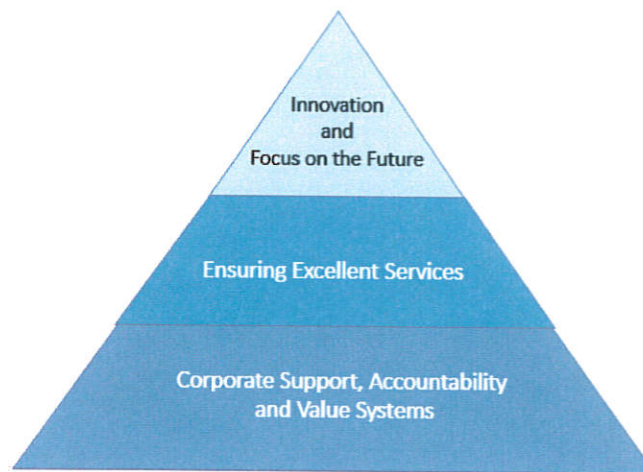 Innovation
and
Focus on the Future
Ensuring Excellent Services
Corporate Support, Accountability
and Value Systems